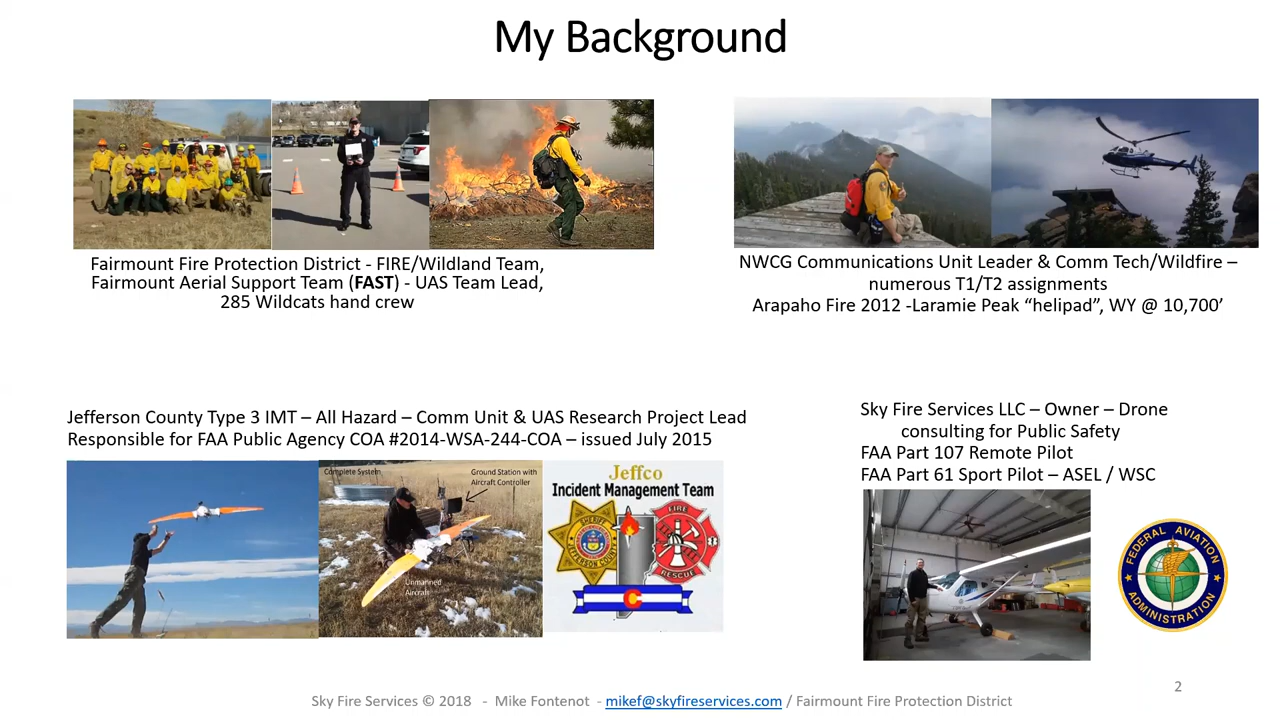 My Background
Fairmount Fire Protection District - FIRE/Wildland Team,
Fairmount Aerial Support Team (FAST) - UAS Team Lead,
285 Wildcats hand crew
NWCG Communications Unit Leader & Comm Tech/Wildfire –
numerous T1/T2 assignments
Arapaho Fire 2012 -Laramie Peak “helipad”, WY @ 10,700’
Jefferson County Type 3 IMT – All Hazard – Comm Unit & UAS Research Project Lead
Responsible for FAA Public Agency COA #2014-WSA-244-COA – issued July 2015
Complete System
Ground Station with
Aircraft Controller
Unmanned
Aircraft
Jeffco
Incident Management Team
SHERIFF
JEFFERSON COUNTY
FIRE
RESCUE
C
Sky Fire Services LLC – Owner – Drone
consulting for Public Safety
FAA Part 107 Remote Pilot
FAA Part 61 Sport Pilot – ASEL / WSC
FEDERAL AVIATION
ADMINISTRATION
2
Sky Fire Services © 2018 - Mike Fontenot - mikef@skyfireservices.com / Fairmount Fire Protection District